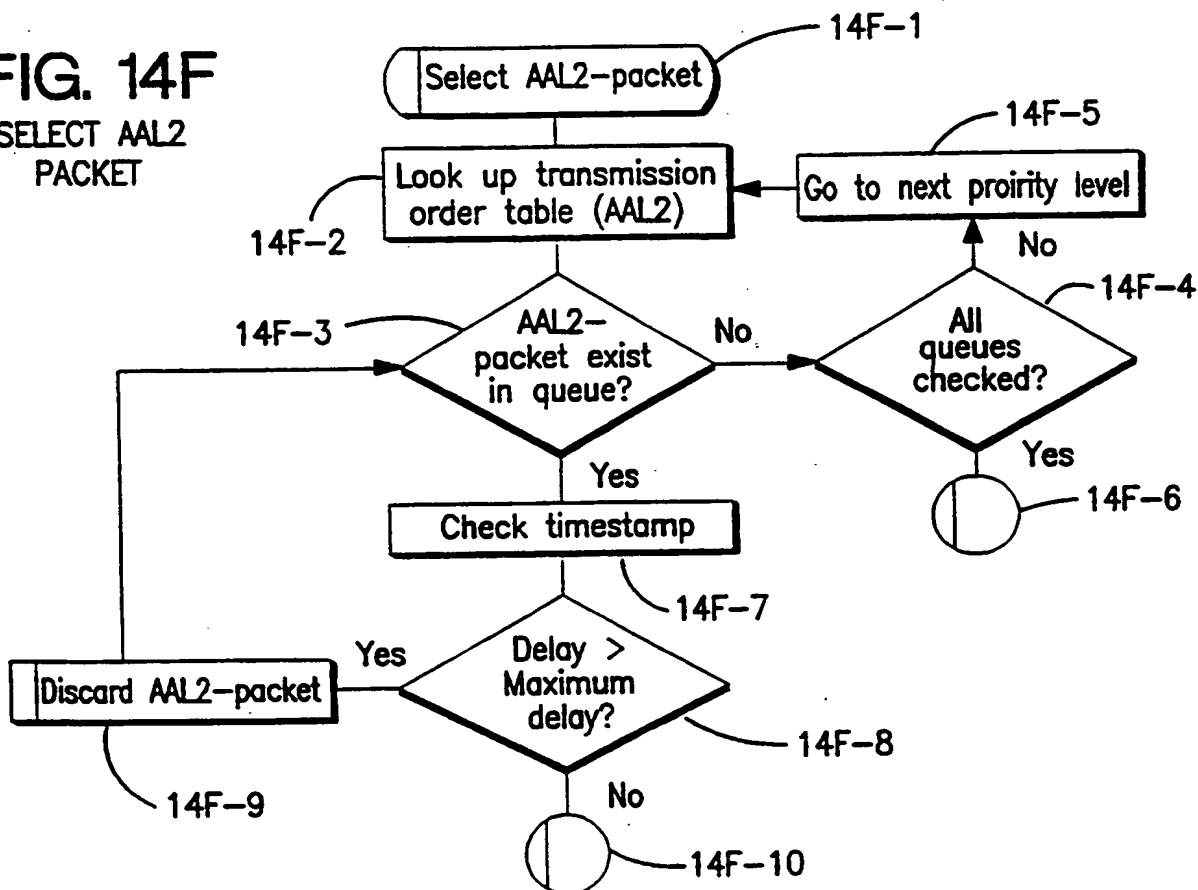 FIG. 14F
SELECT AAL2
PACKET
14F-1
Select AAL2-packet
14F-5
Look up transmission
order table (AAL2)
Go to next proirity level
14F-2
No
14F-4
14F-3
AAL2-
packet exist
in queue?
No
All
queues
checked?
Yes
Yes
14F-6
Check timestamp
14F-7
Yes
Delay >
Maximum
delay?
Discard AAL2-packet
14F-8
14F-9
No
14F-10